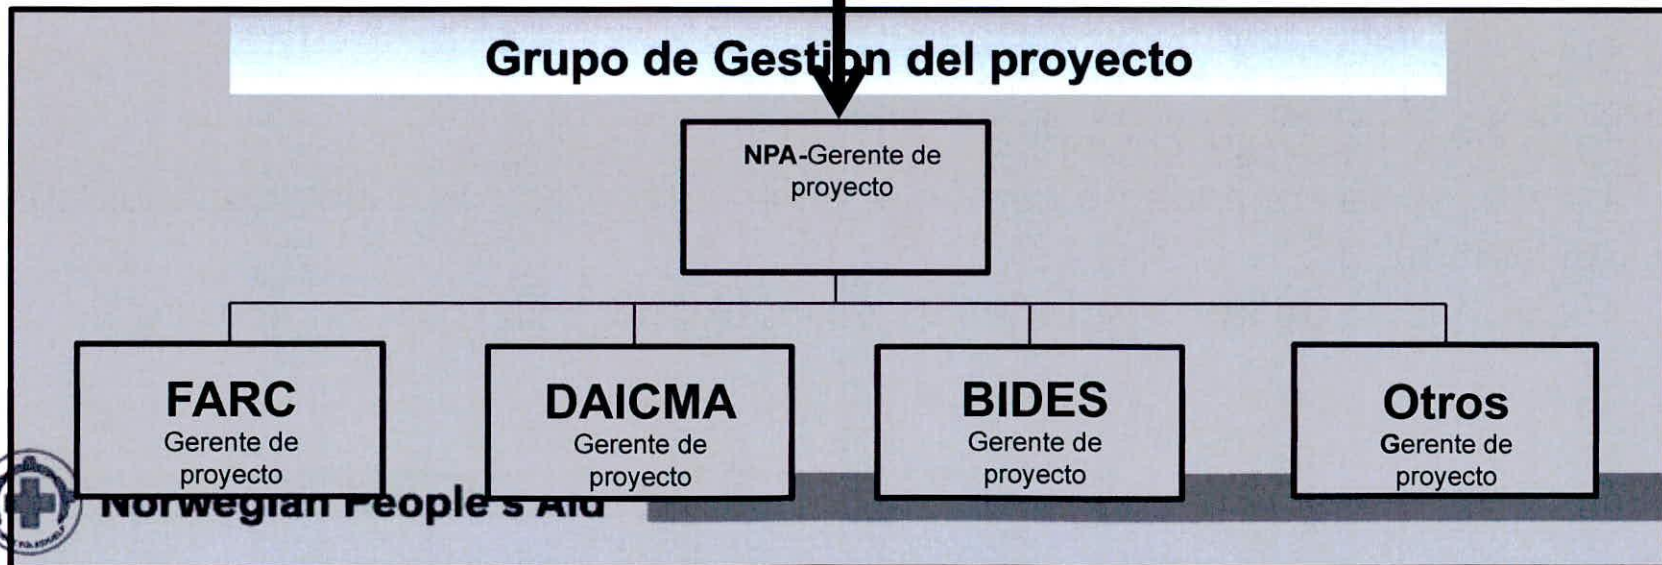 Grupo de Gestion del proyecto
NPA-Gerente de
proyecto
FARC
Gerente de
proyecto
DAICMA
Gerente de
proyecto
BIDES
Gerente de
proyecto
Otros
Gerente de
proyecto
Norwegian People's Aid